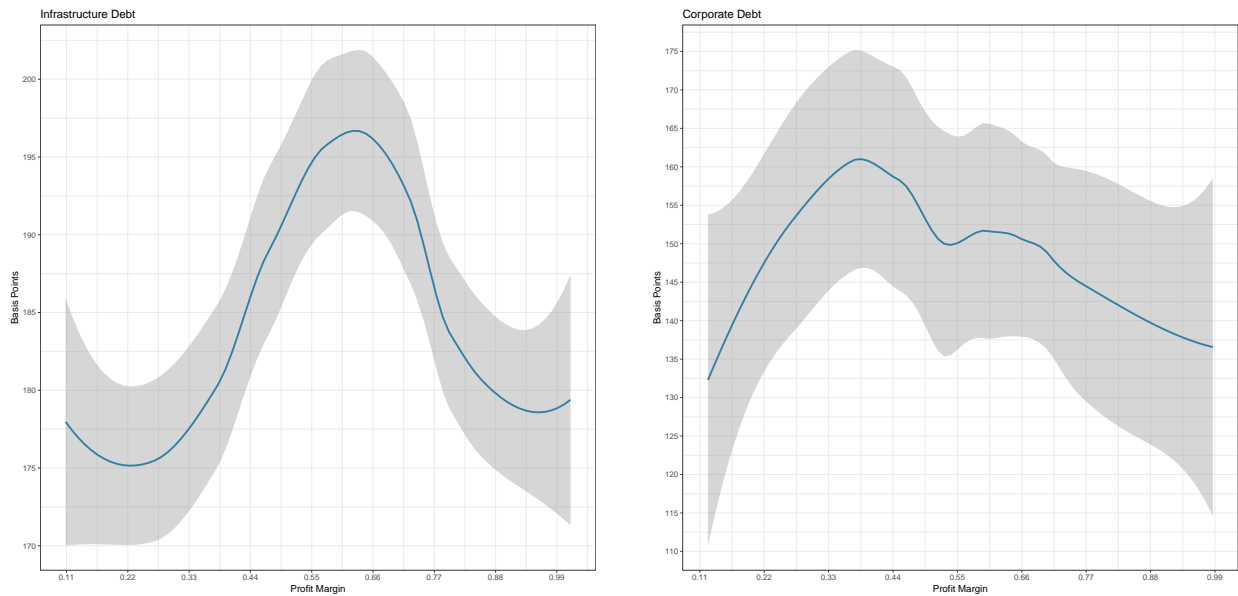 Infrastructure Debt
Basis Points
200
195
190
185
180
175
170
0.11 0.22 0.33 0.44 0.55 0.66 0.77 0.88 0.99
Profit Margin
Corporate Debt
Basis Points
175
170
165
160
155
150
145
140
135
130
125
120
115
110
0.11 0.22 0.33 0.44 0.55 0.66 0.77 0.88 0.99
Profit Margin